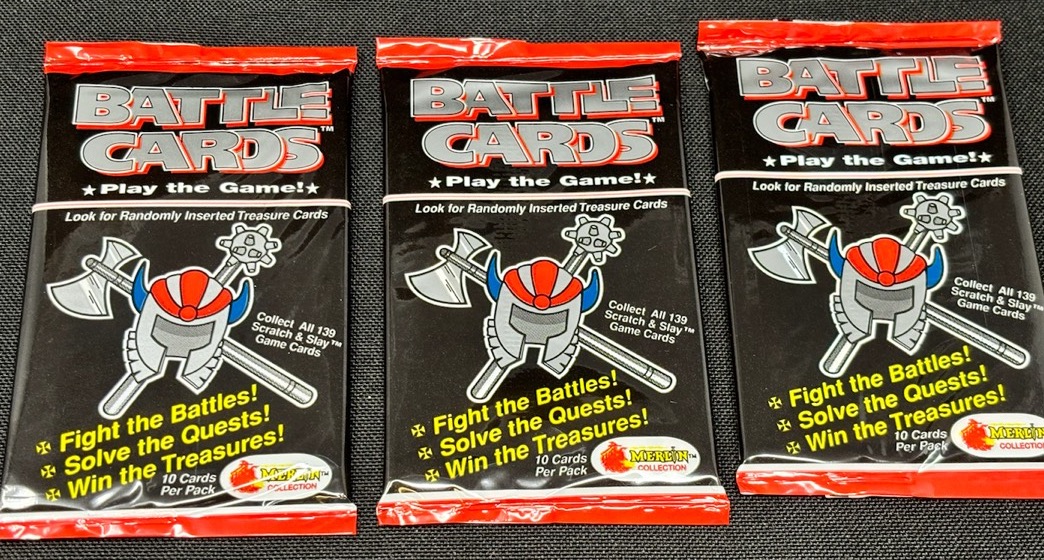 BATTLE
CARDS™
★Play the Game!★
Look for Randomly Inserted Treasure Cards
Collect All 139
Scratch & Slay™
Game Cards
✠ Fight the Battles!
✠ Solve the Quests!
✠ Win the Treasures!
10 Cards
Per Pack
MERLIN™
COLLECTION
BATTLE
CARDS™
★Play the Game!★
Look for Randomly Inserted Treasure Cards
Collect All 139
Scratch & Slay™
Game Cards
✠ Fight the Battles!
✠ Solve the Quests!
✠ Win the Treasures!
10 Cards
Per Pack
MERLIN™
COLLECTION
BATTLE
CARDS™
★Play the Game!★
Look for Randomly Inserted Treasure Cards
Collect All 139
Scratch & Slay™
Game Cards
✠ Fight the Battles!
✠ Solve the Quests!
✠ Win the Treasures!
10 Cards
Per Pack
MERLIN
COLLECTION